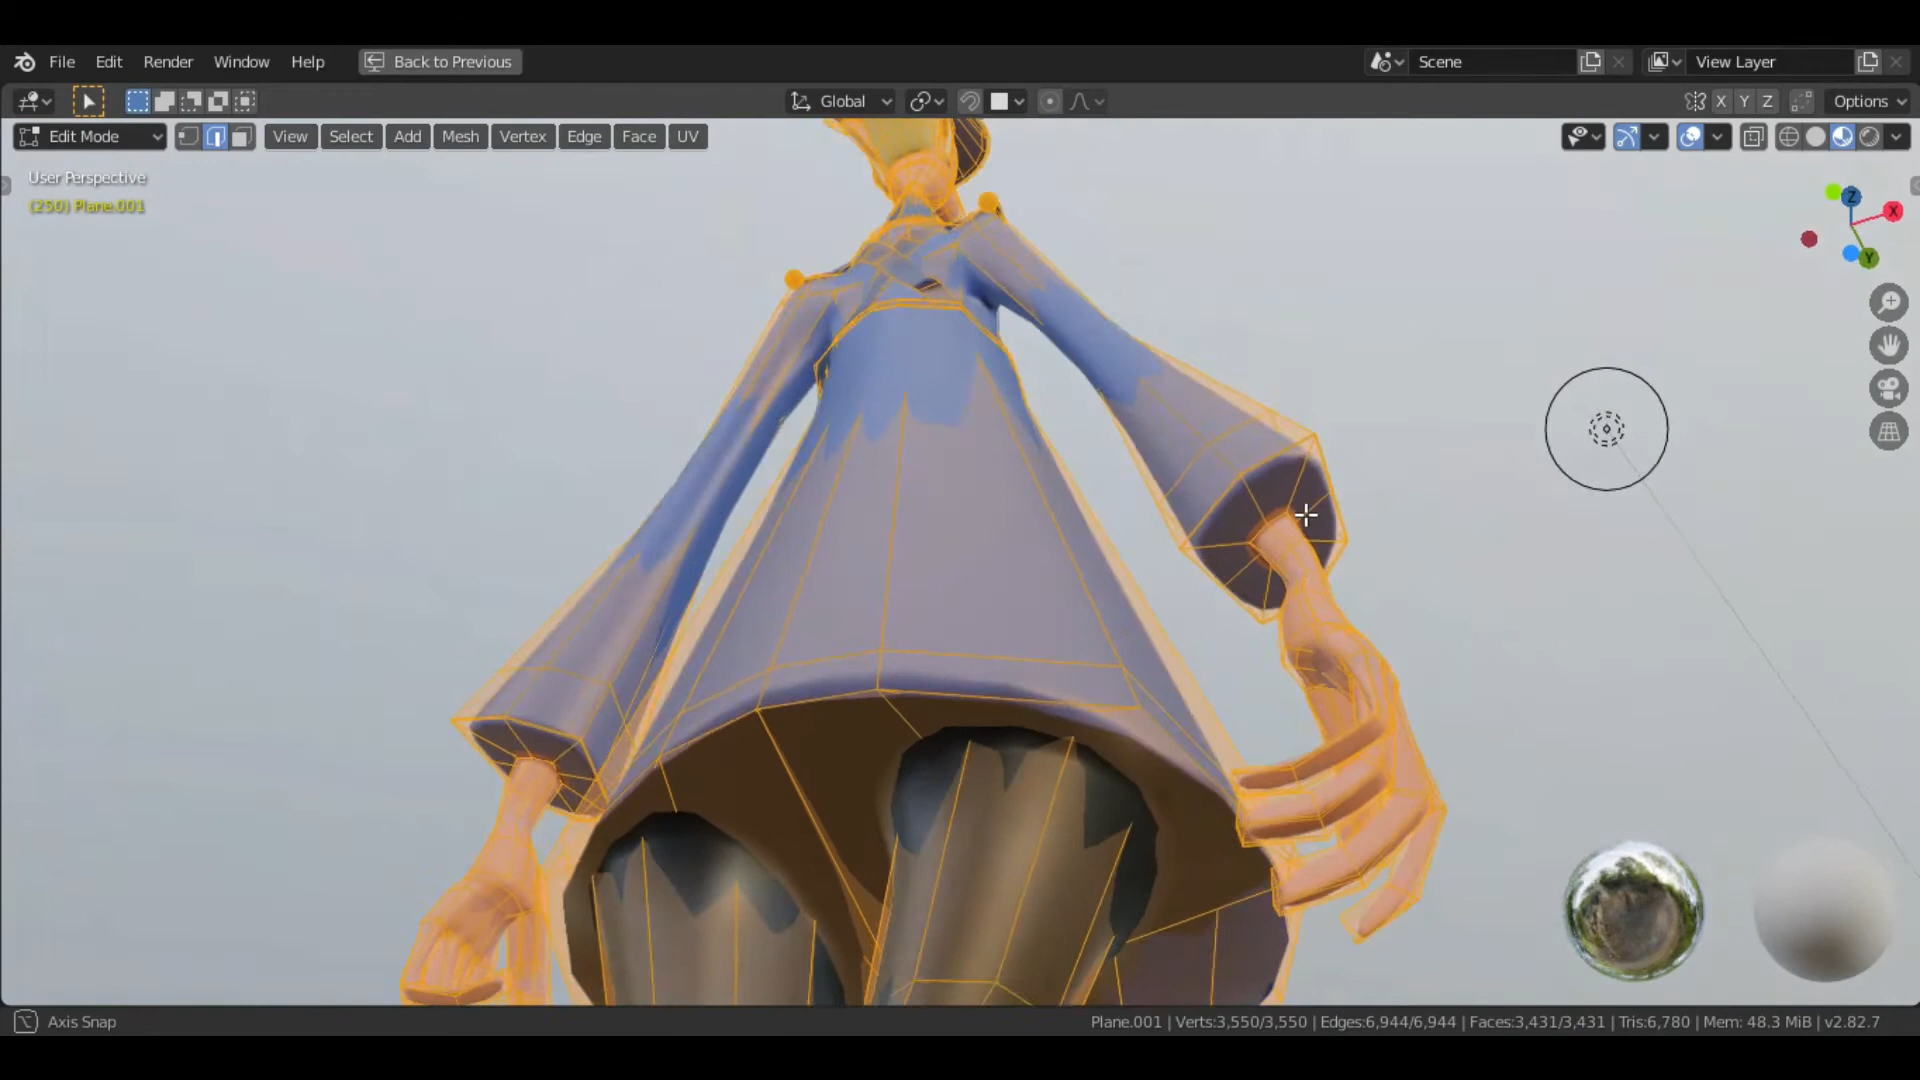 File Edit Render Window Help Back to Previous Scene View Layer
Global X Y Z Options
Edit Mode View Select Add Mesh Vertex Edge Face UV
User Perspective
(250) Plane.001
Z
X
Y
Axis Snap Plane.001 | Verts:3,550/3,550 | Edges:6,944/6,944 | Faces:3,431/3,431 | Tris:6,780 | Mem: 48.3 MiB | v2.82.7